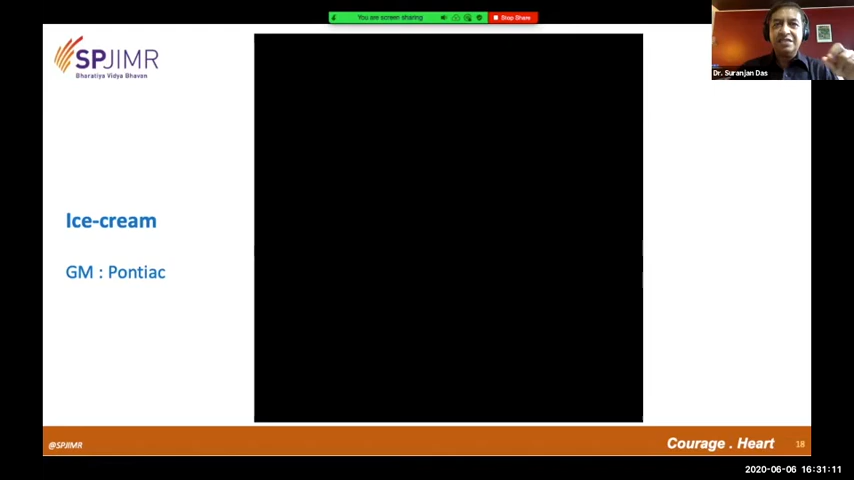 You are screen sharing
Stop Share
SPJIMR
Bharatiya Vidya Bhavan
Dr. Suranjan Das
Ice-cream
GM : Pontiac
@SPJIMR
Courage . Heart
18
2020-06-06 16:31:11